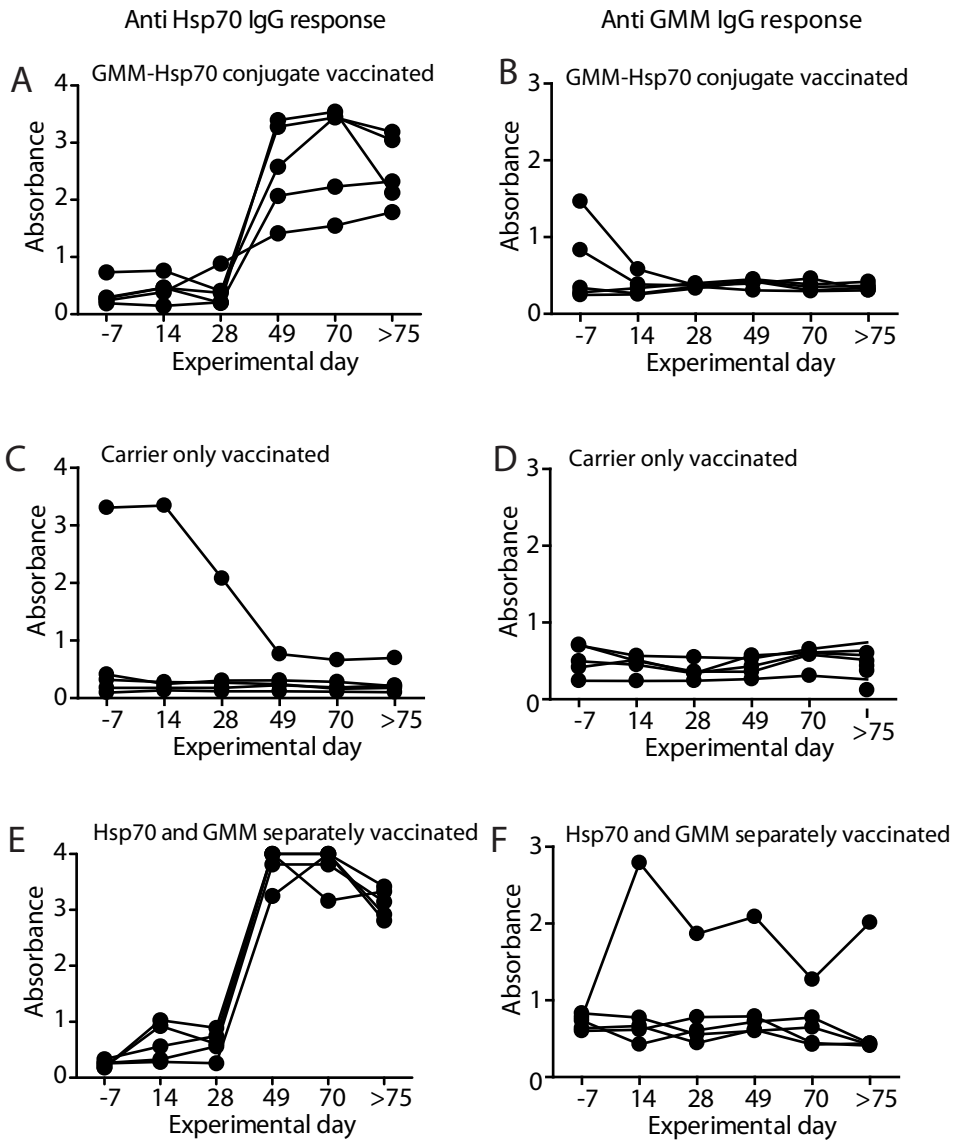 Anti Hsp70 IgG response
Anti GMM IgG response
A
GMM-Hsp70 conjugate vaccinated
4
3
2
1
0
Absorbance
-7 14 28 49 70 >75
Experimental day
B
GMM-Hsp70 conjugate vaccinated
3
2
1
0
Absorbance
-7 14 28 49 70 >75
Experimental day
C
Carrier only vaccinated
4
3
2
1
0
Absorbance
-7 14 28 49 70 >75
Experimental day
D
Carrier only vaccinated
3
2
1
0
Absorbance
-7 14 28 49 70 >75
Experimental day
E
Hsp70 and GMM separately vaccinated
4
3
2
1
0
Absorbance
-7 14 28 49 70 >75
Experimental day
F
Hsp70 and GMM separately vaccinated
3
2
1
0
Absorbance
-7 14 28 49 70 >75
Experimental day